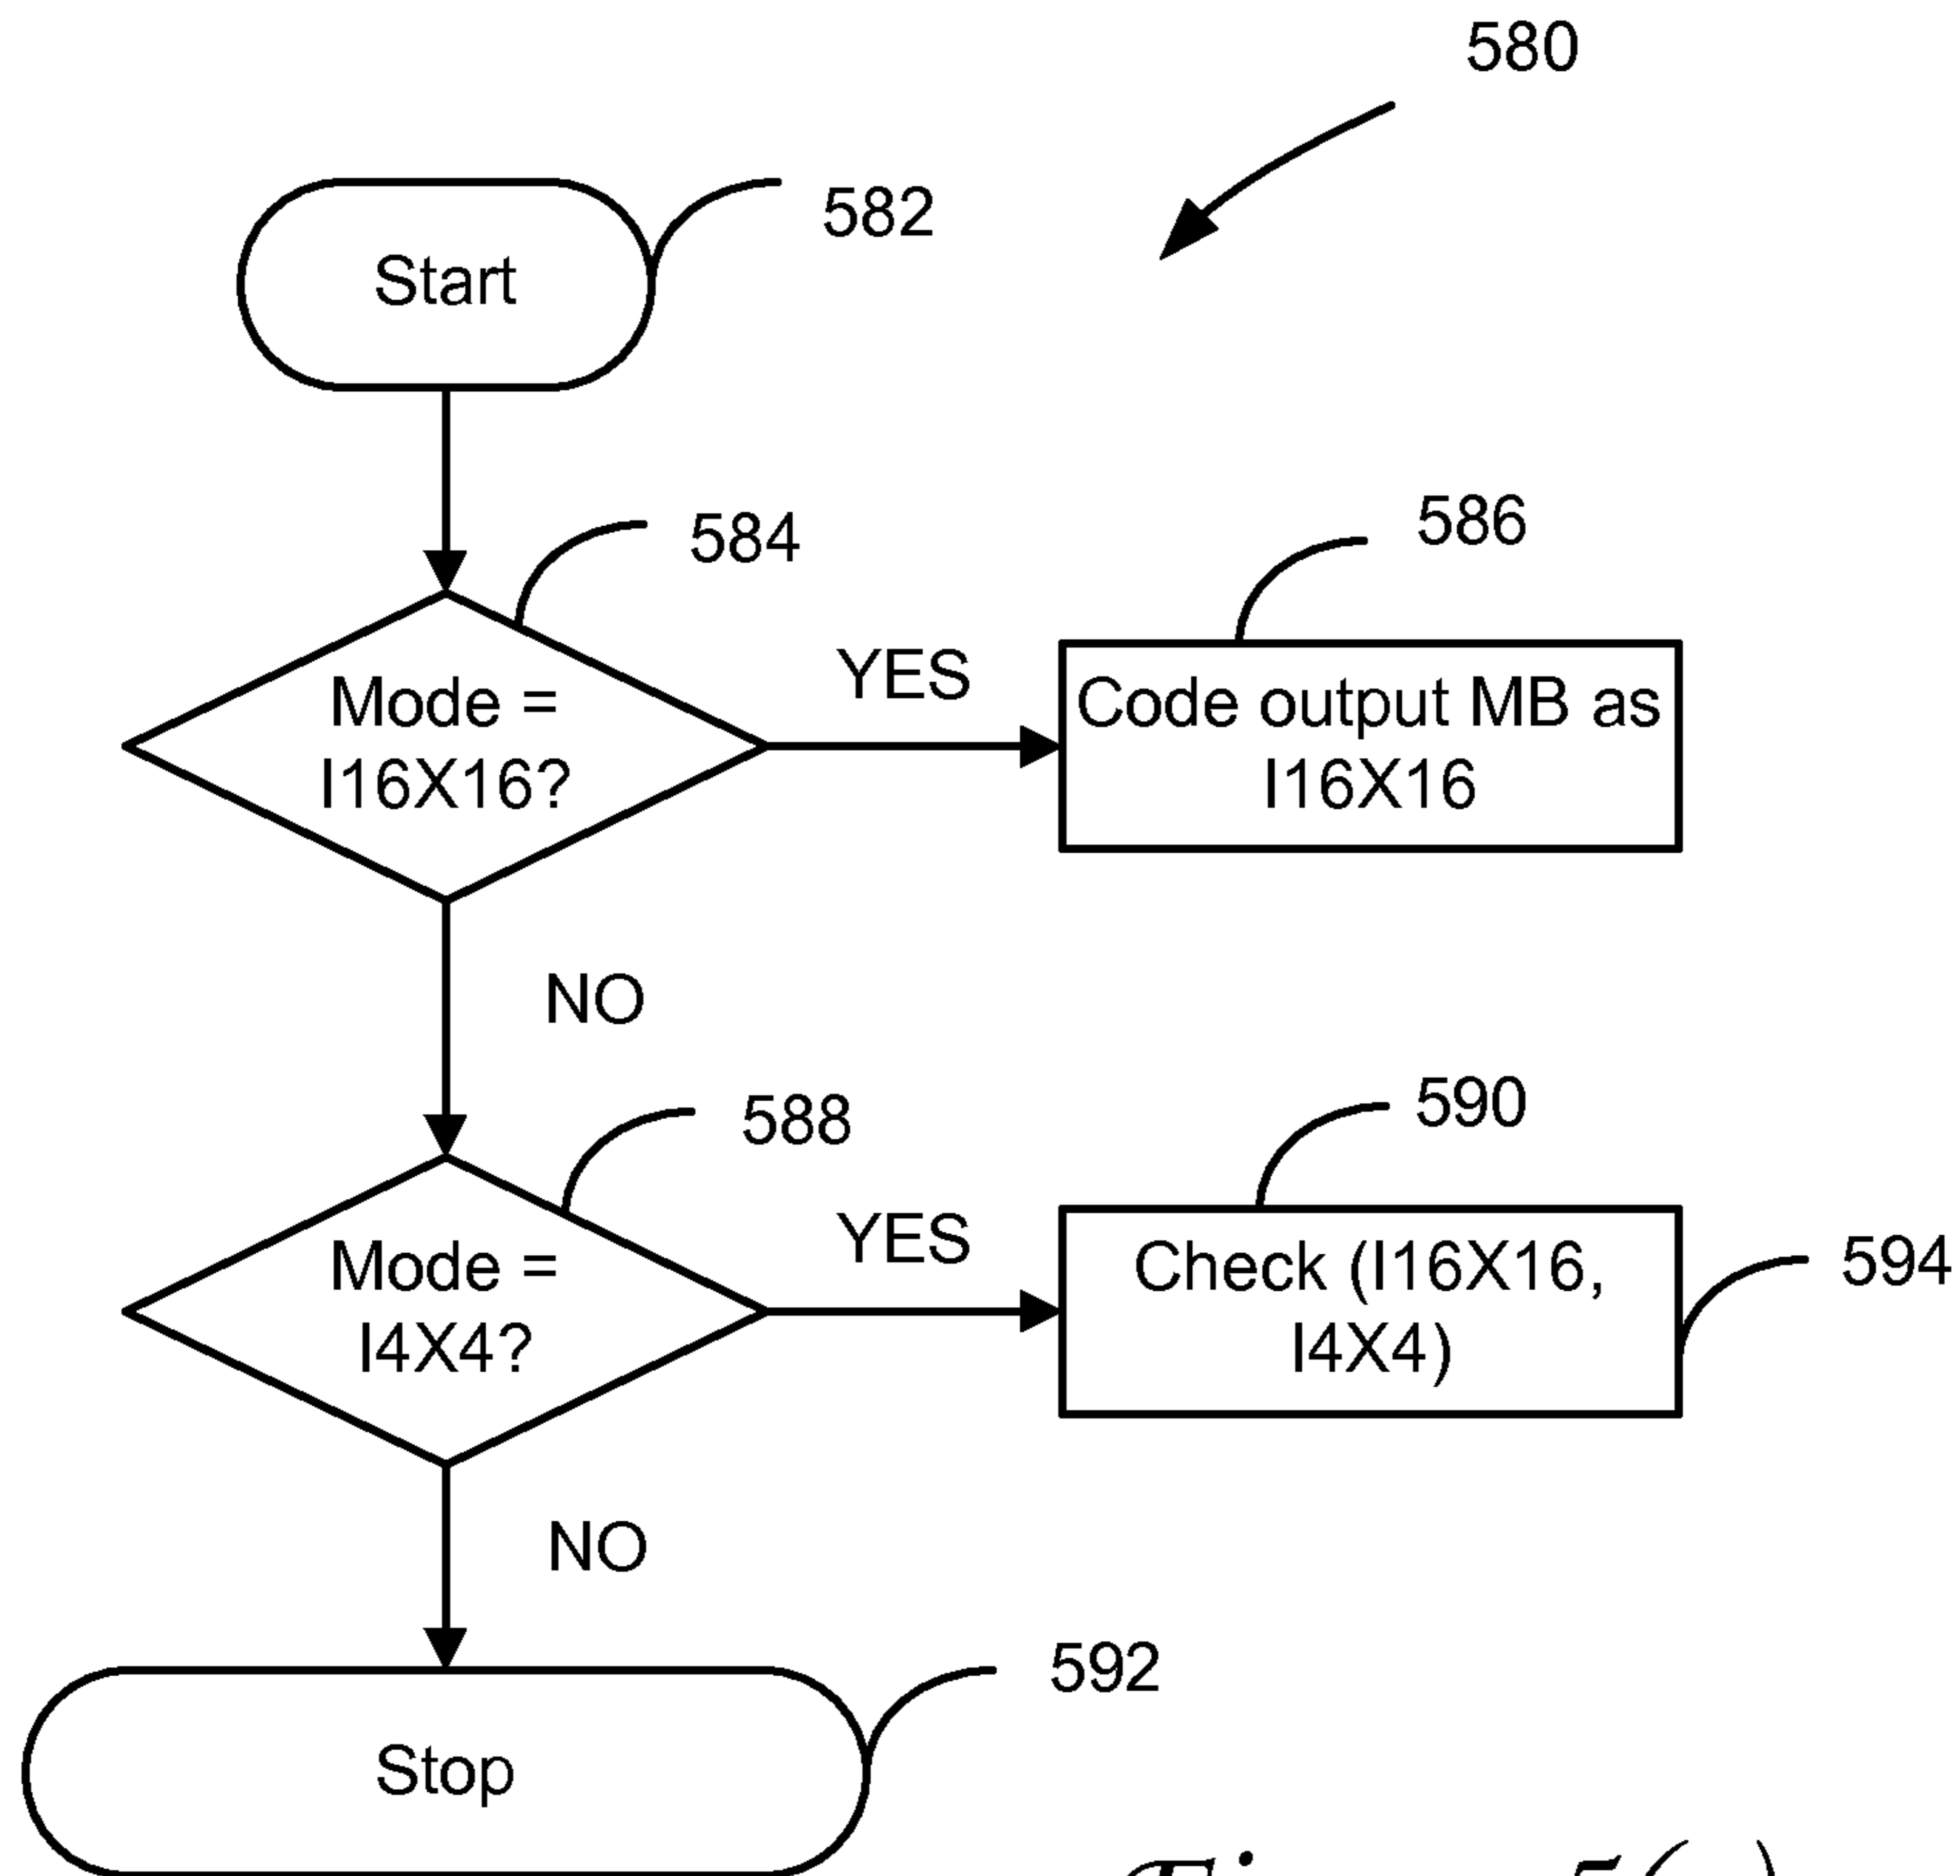 580
582
Start
584
586
Mode =
I16X16?
YES
Code output MB as
I16X16
NO
588
590
Mode =
I4X4?
YES
Check (I16X16,
I4X4)
594
NO
592
Stop